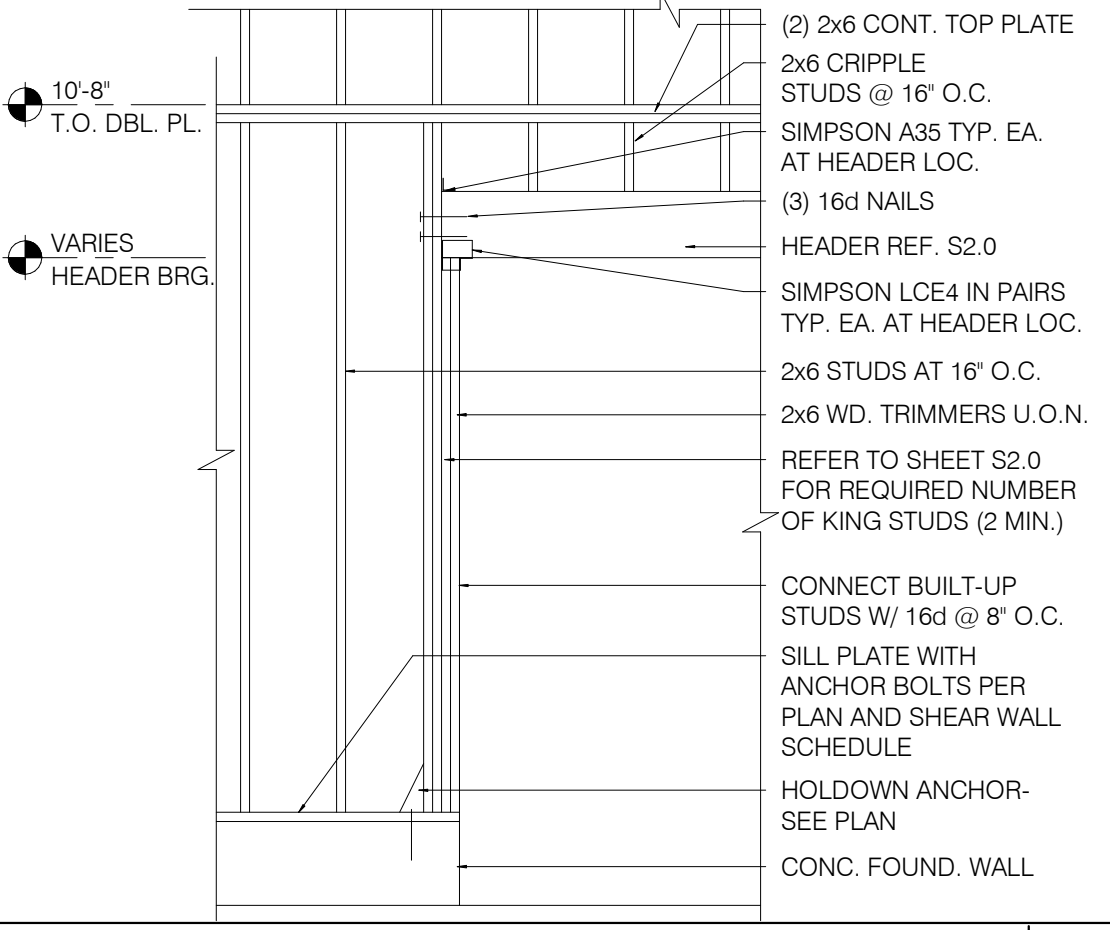 10'-8"
T.O. DBL. PL.
VARIES
HEADER BRG.
(2) 2x6 CONT. TOP PLATE
2x6 CRIPPLE
STUDS @ 16" O.C.
SIMPSON A35 TYP. EA.
AT HEADER LOC.
(3) 16d NAILS
HEADER REF. S2.0
SIMPSON LCE4 IN PAIRS
TYP. EA. AT HEADER LOC.
2x6 STUDS AT 16" O.C.
2x6 WD. TRIMMERS U.O.N.
REFER TO SHEET S2.0
FOR REQUIRED NUMBER
OF KING STUDS (2 MIN.)
CONNECT BUILT-UP
STUDS W/ 16d @ 8" O.C.
SILL PLATE WITH
ANCHOR BOLTS PER
PLAN AND SHEAR WALL
SCHEDULE
HOLDOWN ANCHOR-
SEE PLAN
CONC. FOUND. WALL